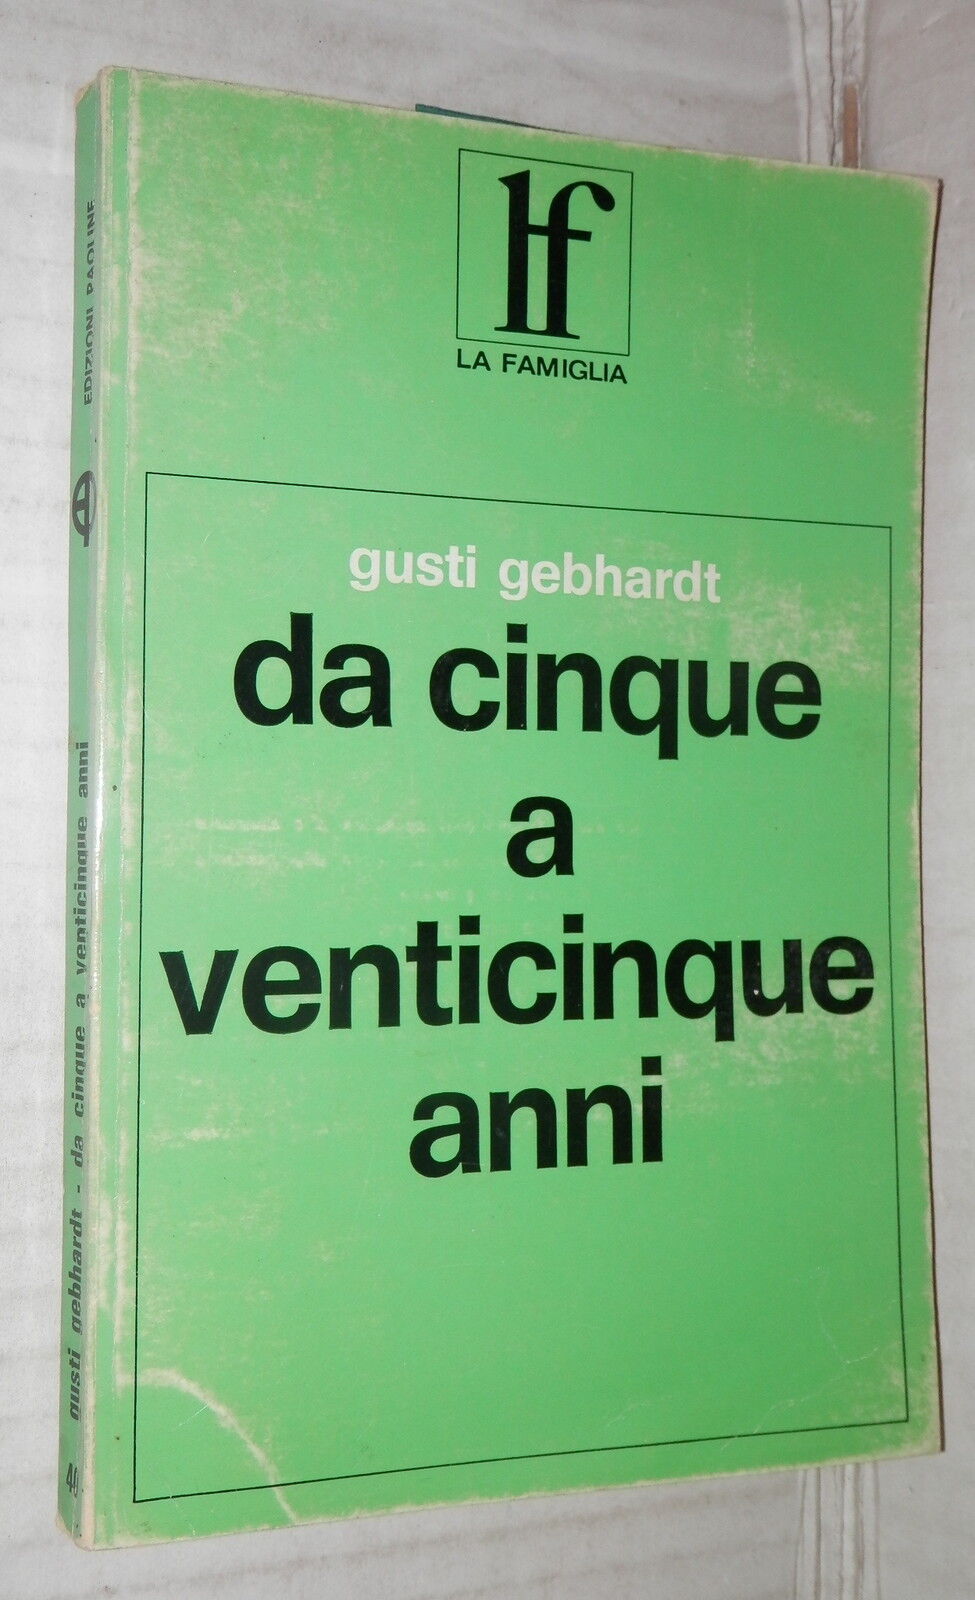 lf
LA FAMIGLIA
gusti gebhardt
da cinque
a
venticinque
anni
gusti gebhardt - da cinque a venticinque anni
EDIZIONI PAOLINE